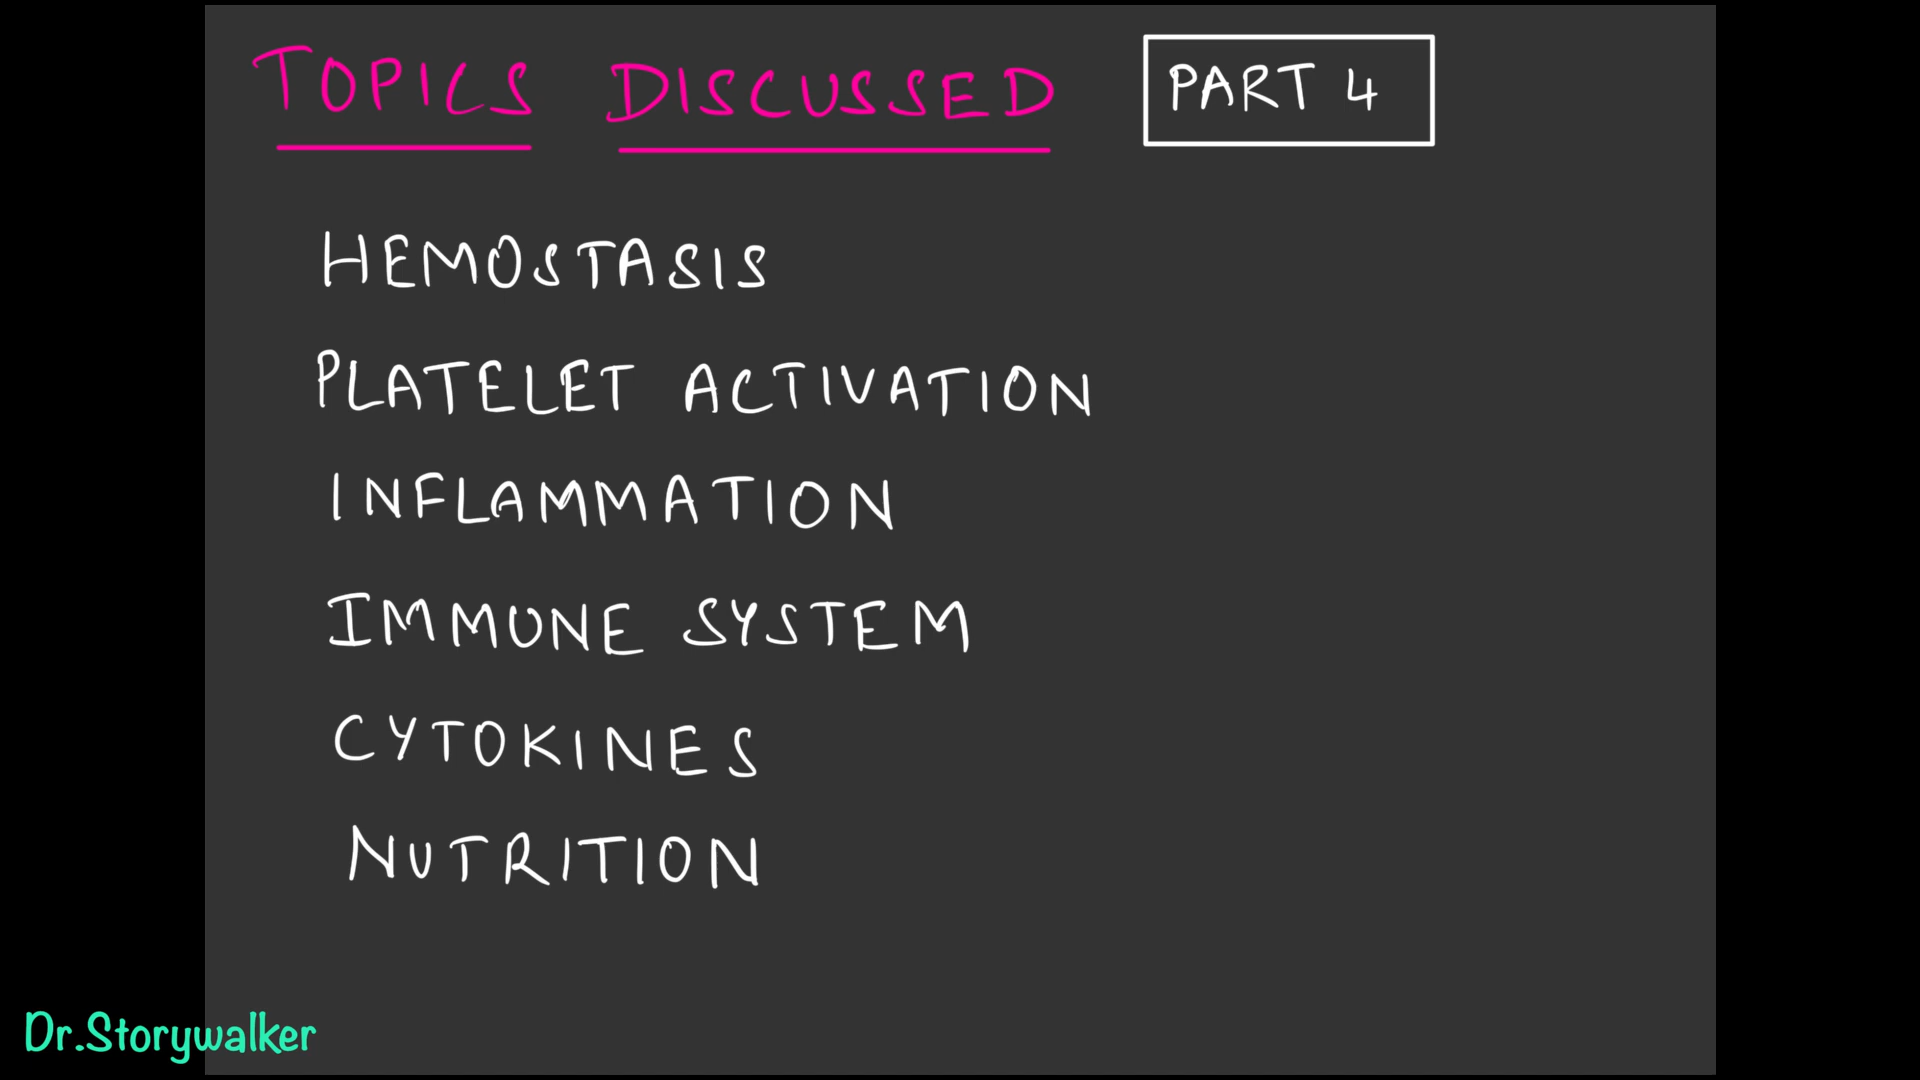 TOPICS DISCUSSED PART 4
HEMOSTASIS
PLATELET ACTIVATION
INFLAMMATION
IMMUNE SYSTEM
CYTOKINES
NUTRITION
Dr.Storywalker